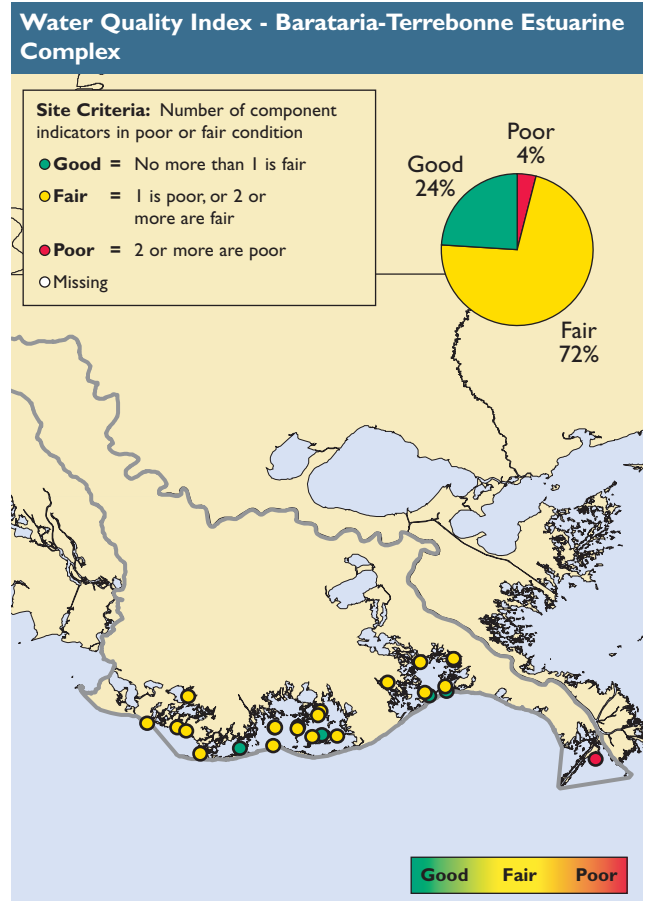 Water Quality Index - Barataria-Terrebonne Estuarine
Complex
Site Criteria: Number of component
indicators in poor or fair condition
Good = No more than 1 is fair
Fair = 1 is poor, or 2 or
more are fair
Poor = 2 or more are poor
Missing
Good
24%
Poor
4%
Fair
72%
Good Fair Poor